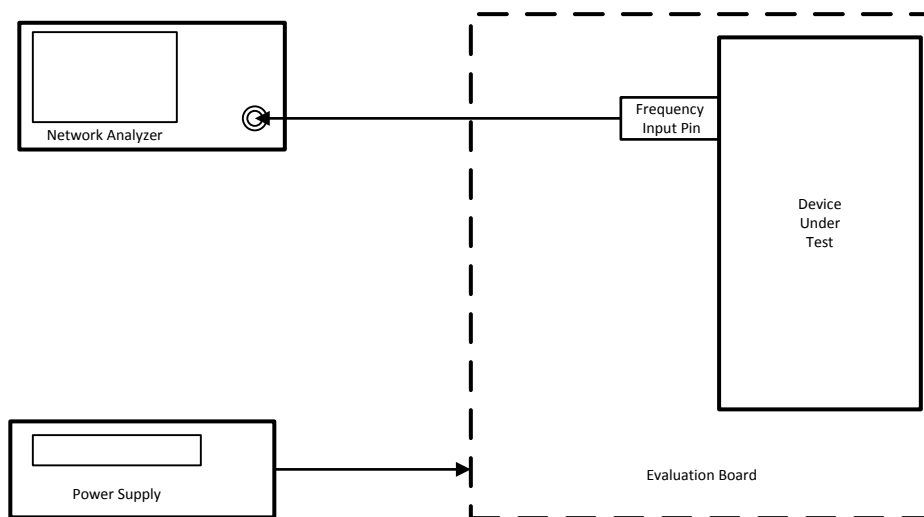 Network Analyzer
Frequency
Input Pin
Device
Under
Test
Power Supply
Evaluation Board